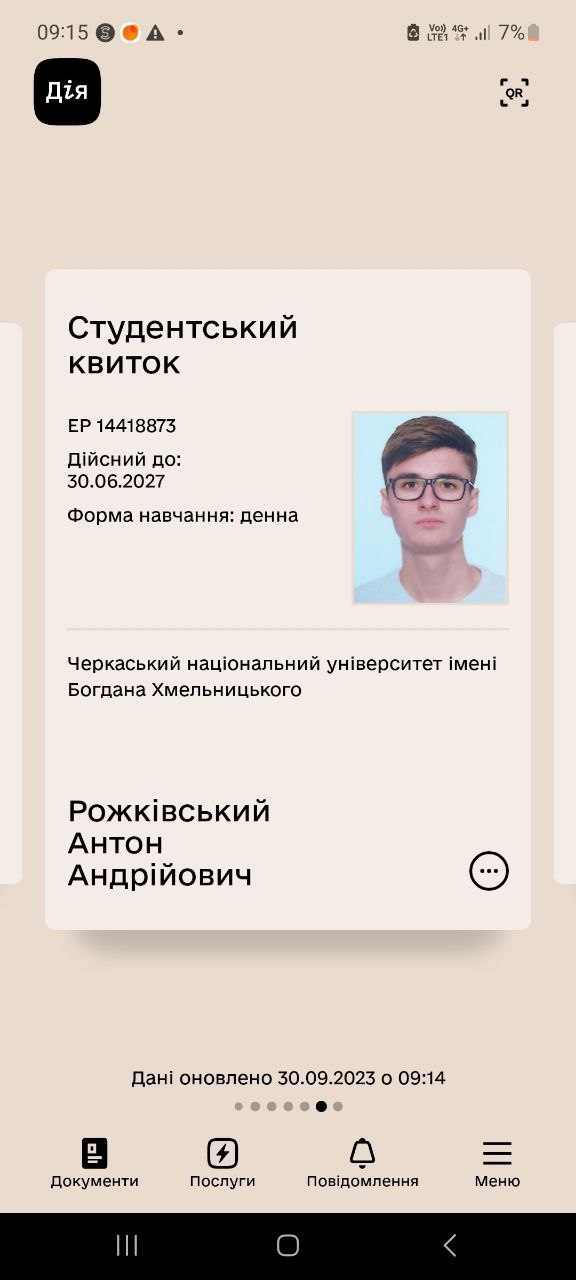 09:15
Vo)) LTE1 4G+ 7%
Дія
QR
Студентський
квиток
ЕР 14418873
Дійсний до:
30.06.2027
Форма навчання: денна
Черкаський національний університет імені
Богдана Хмельницького
Рожківський
Антон
Андрійович
Дані оновлено 30.09.2023 о 09:14
Документи Послуги Повідомлення Меню